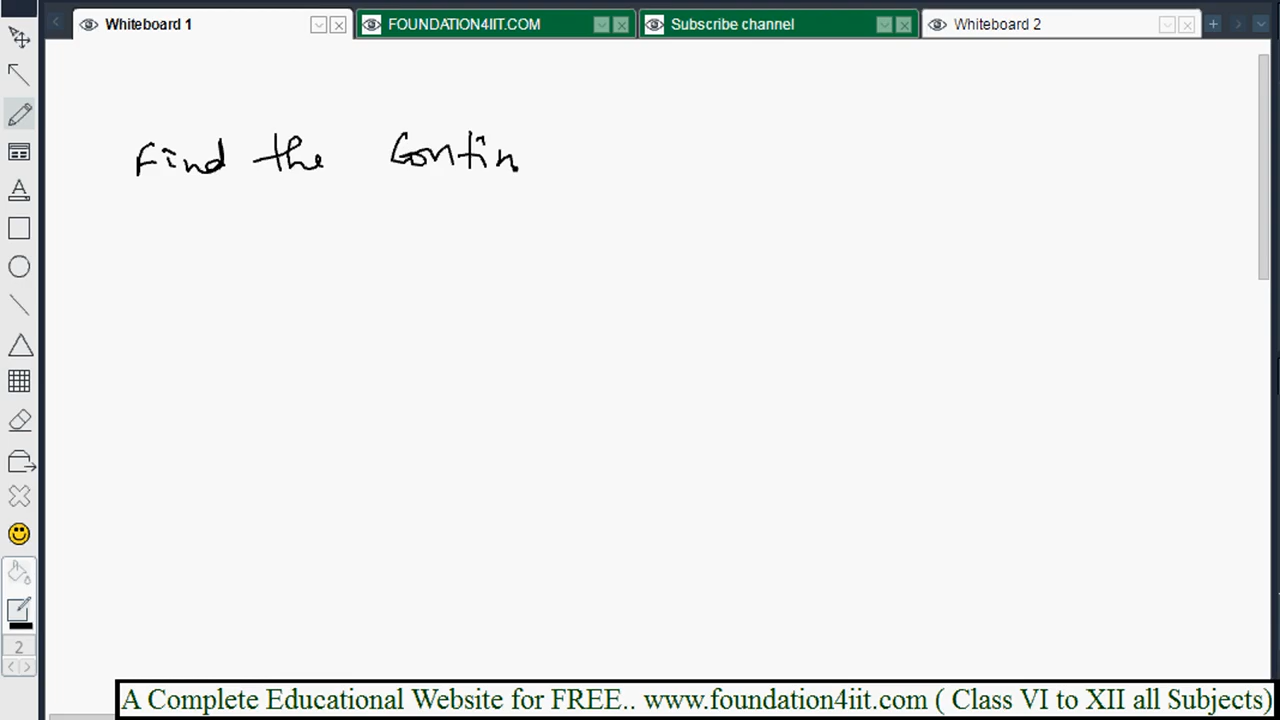 Whiteboard 1 FOUNDATION4IIT.COM Subscribe channel Whiteboard 2
Find the Contin
2
A Complete Educational Website for FREE.. www.foundation4iit.com ( Class VI to XII all Subjects)